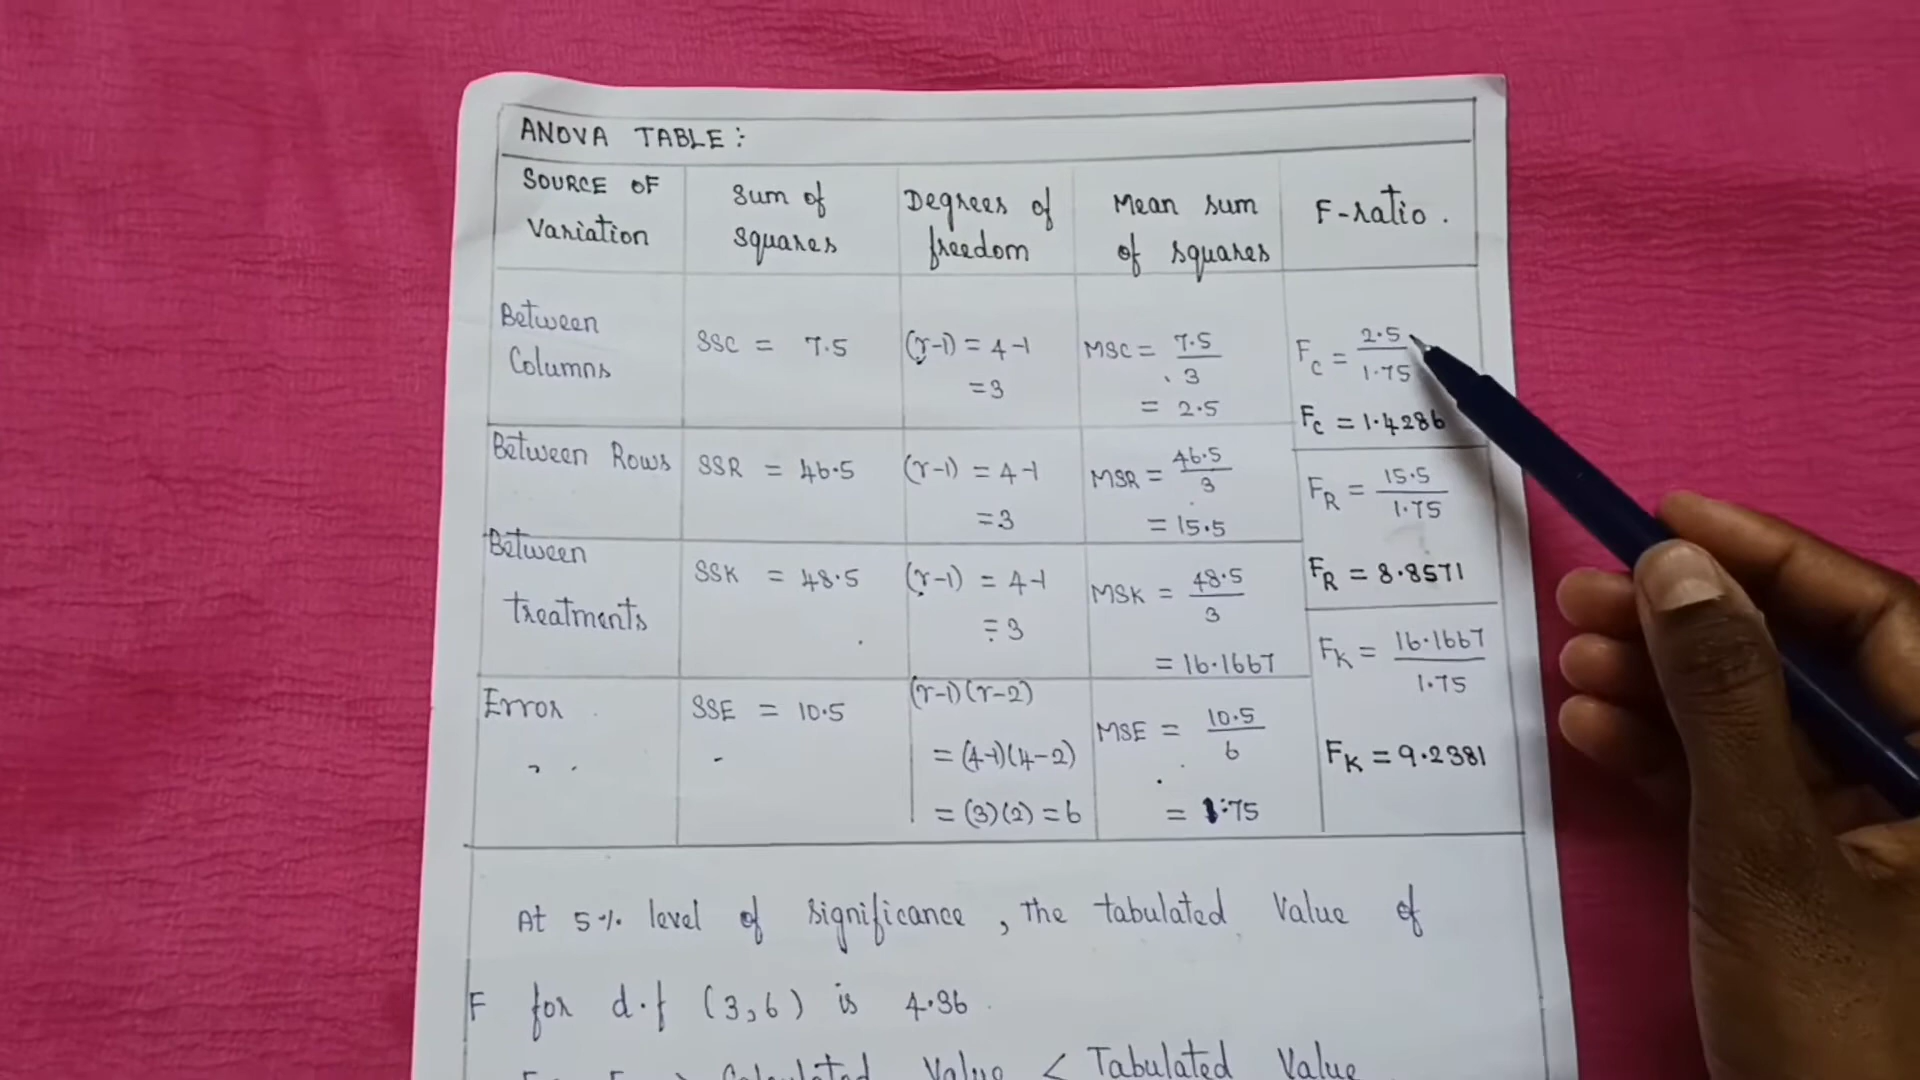 ANOVA TABLE :
SOURCE OF Variation
Sum of squares
Degrees of freedom
Mean sum of squares
F-ratio .
Between Columns
SSC = 7.5
(r-1) = 4-1
= 3
MSC = 7.5 / 3
= 2.5
Fc = 2.5 / 1.75
Fc = 1.4286
Between Rows
SSR = 46.5
(r-1) = 4-1
= 3
MSR = 46.5 / 3
= 15.5
FR = 15.5 / 1.75
FR = 8.8571
Between treatments
SSK = 48.5
(r-1) = 4-1
= 3
MSK = 48.5 / 3
= 16.1667
FK = 16.1667 / 1.75
FK = 9.2381
Error
SSE = 10.5
(r-1)(r-2)
= (4-1)(4-2)
= (3)(2) = 6
MSE = 10.5 / 6
= 1.75
At 5% level of significance , The tabulated Value of
F for d.f (3,6) is 4.36
Calculated Value < Tabulated Value